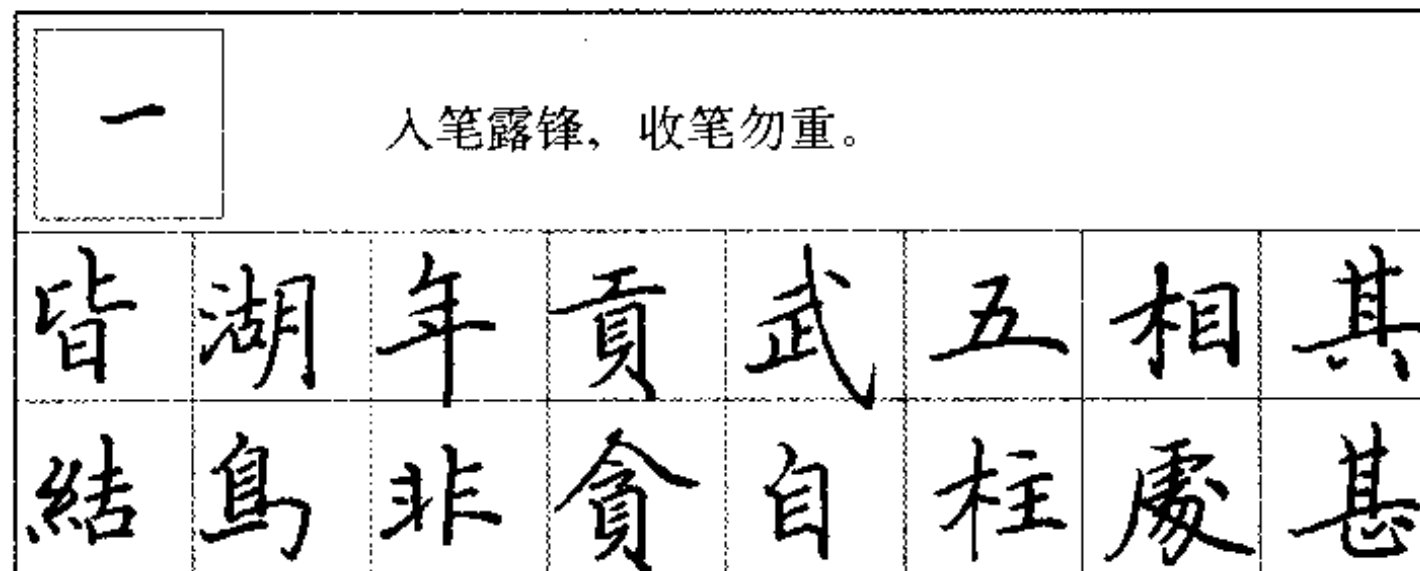 一
入笔露锋，收笔勿重。
皆湖年貢武五相其
結鳥非貪自柱處甚